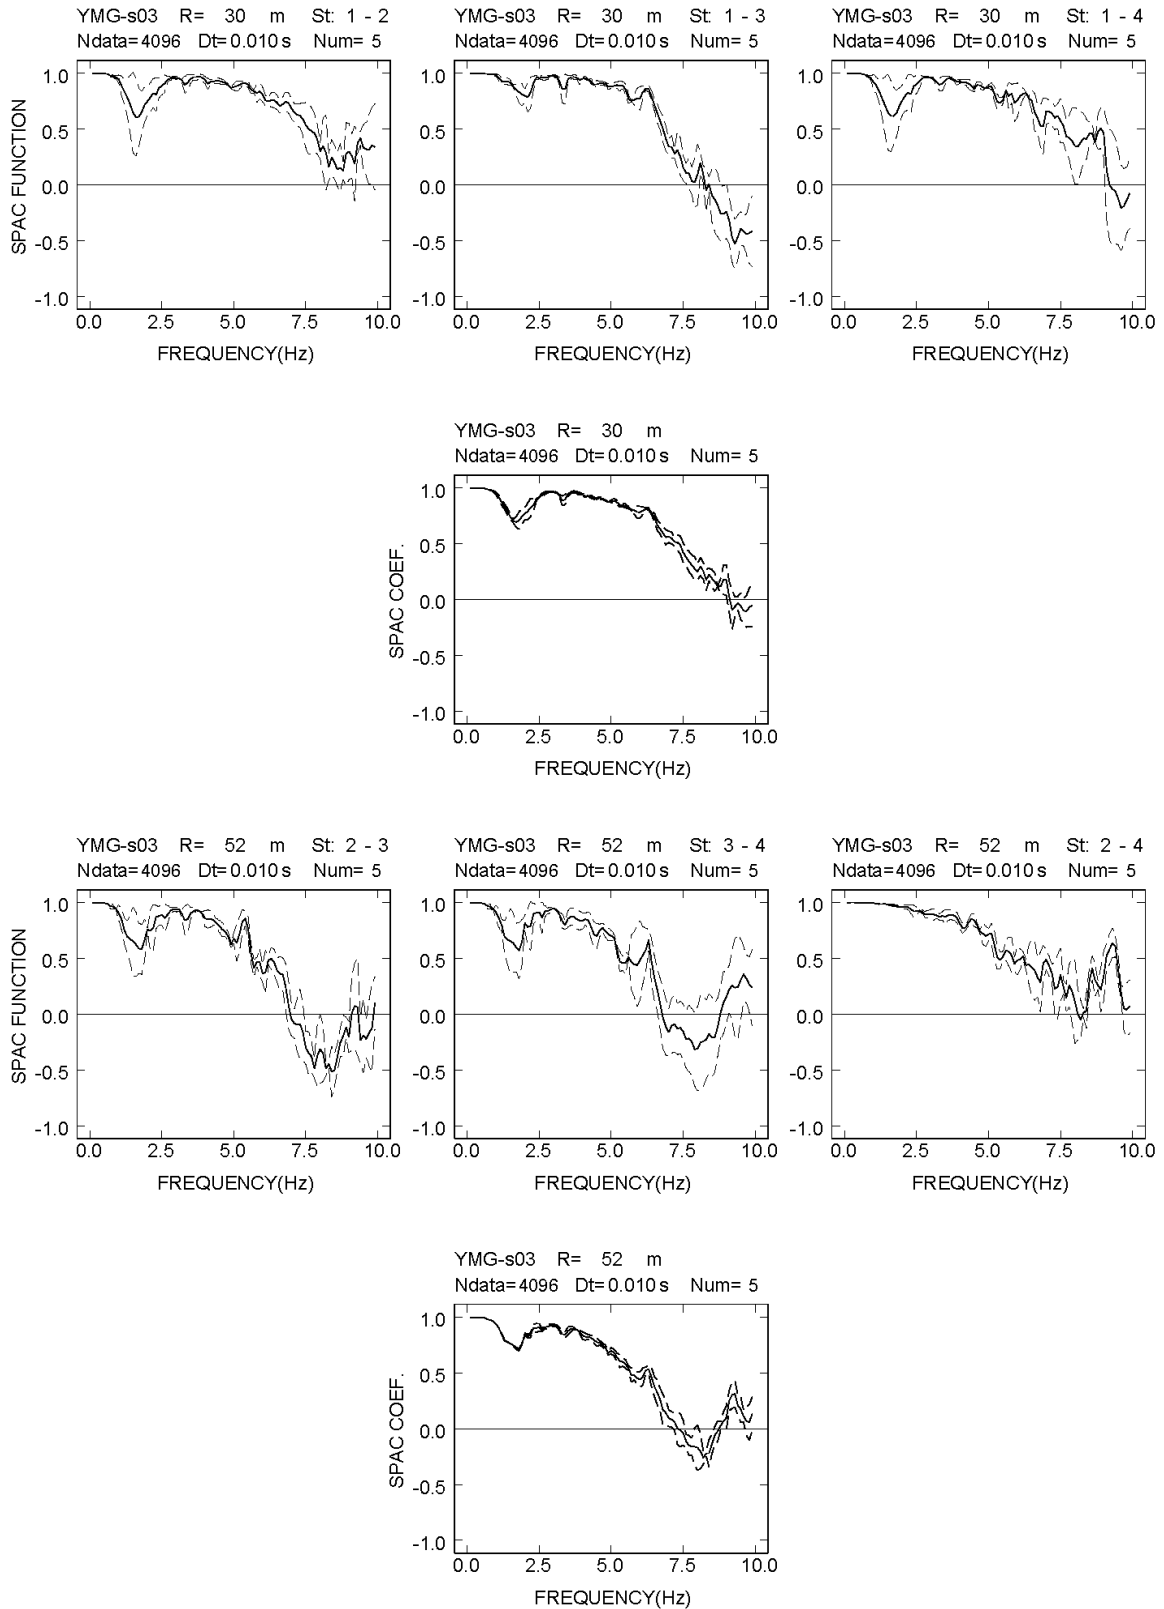 YMG-s03 R= 30 m St: 1 - 2
Ndata=4096 Dt=0.010 s Num= 5
1.0
0.5
0.0
-0.5
-1.0
SPAC FUNCTION
0.0 2.5 5.0 7.5 10.0
FREQUENCY(Hz)
YMG-s03 R= 30 m St: 1 - 3
Ndata=4096 Dt=0.010 s Num= 5
1.0
0.5
0.0
-0.5
-1.0
0.0 2.5 5.0 7.5 10.0
FREQUENCY(Hz)
YMG-s03 R= 30 m St: 1 - 4
Ndata=4096 Dt=0.010 s Num= 5
1.0
0.5
0.0
-0.5
-1.0
0.0 2.5 5.0 7.5 10.0
FREQUENCY(Hz)
YMG-s03 R= 30 m
Ndata=4096 Dt=0.010 s Num= 5
1.0
0.5
0.0
-0.5
-1.0
SPAC COEF.
0.0 2.5 5.0 7.5 10.0
FREQUENCY(Hz)
YMG-s03 R= 52 m St: 2 - 3
Ndata=4096 Dt=0.010 s Num= 5
1.0
0.5
0.0
-0.5
-1.0
SPAC FUNCTION
0.0 2.5 5.0 7.5 10.0
FREQUENCY(Hz)
YMG-s03 R= 52 m St: 3 - 4
Ndata=4096 Dt=0.010 s Num= 5
1.0
0.5
0.0
-0.5
-1.0
0.0 2.5 5.0 7.5 10.0
FREQUENCY(Hz)
YMG-s03 R= 52 m St: 2 - 4
Ndata=4096 Dt=0.010 s Num= 5
1.0
0.5
0.0
-0.5
-1.0
0.0 2.5 5.0 7.5 10.0
FREQUENCY(Hz)
YMG-s03 R= 52 m
Ndata=4096 Dt=0.010 s Num= 5
1.0
0.5
0.0
-0.5
-1.0
SPAC COEF.
0.0 2.5 5.0 7.5 10.0
FREQUENCY(Hz)